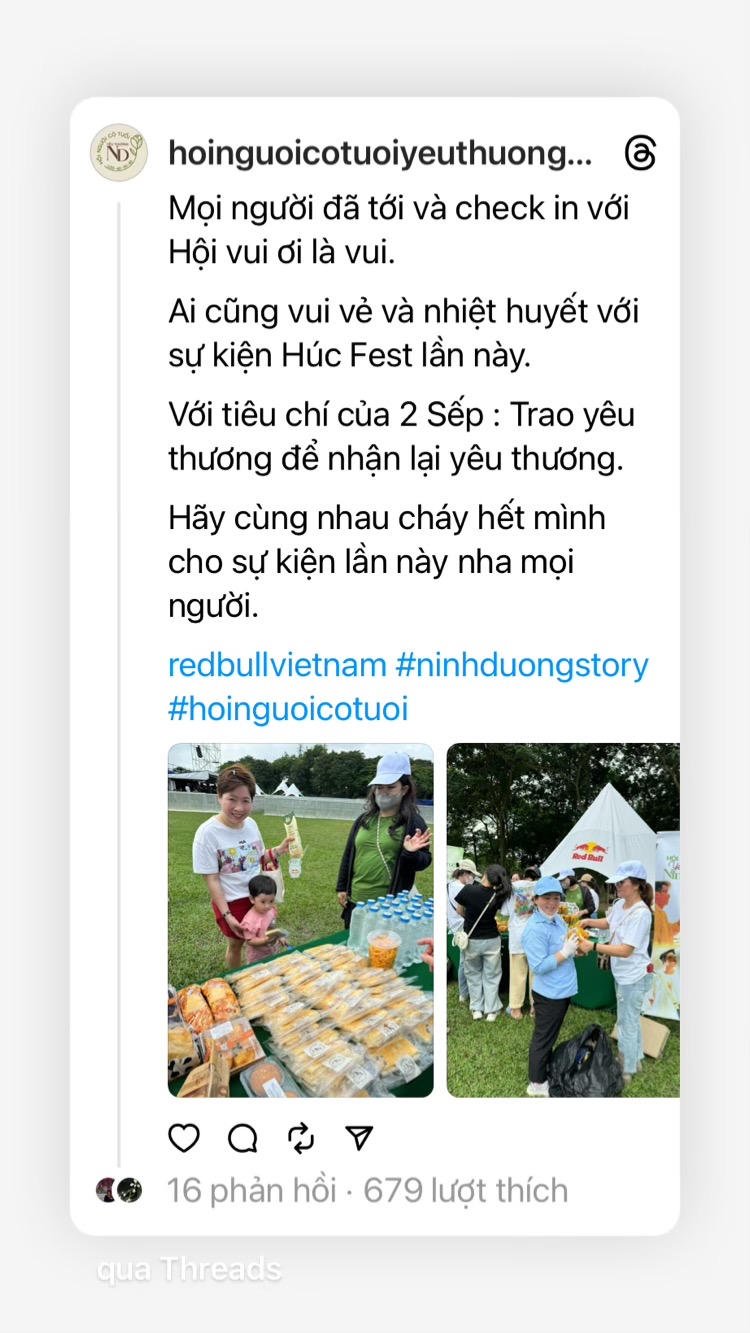 hoinguoicotuoiyeuthuong...
Mọi người đã tới và check in với
Hội vui ơi là vui.
Ai cũng vui vẻ và nhiệt huyết với
sự kiện Húc Fest lần này.
Với tiêu chí của 2 Sếp : Trao yêu
thương để nhận lại yêu thương.
Hãy cùng nhau cháy hết mình
cho sự kiện lần này nha mọi
người.
redbullvietnam #ninhduongstory
#hoinguoicotuoi
Red Bull
16 phản hồi · 679 lượt thích
qua Threads